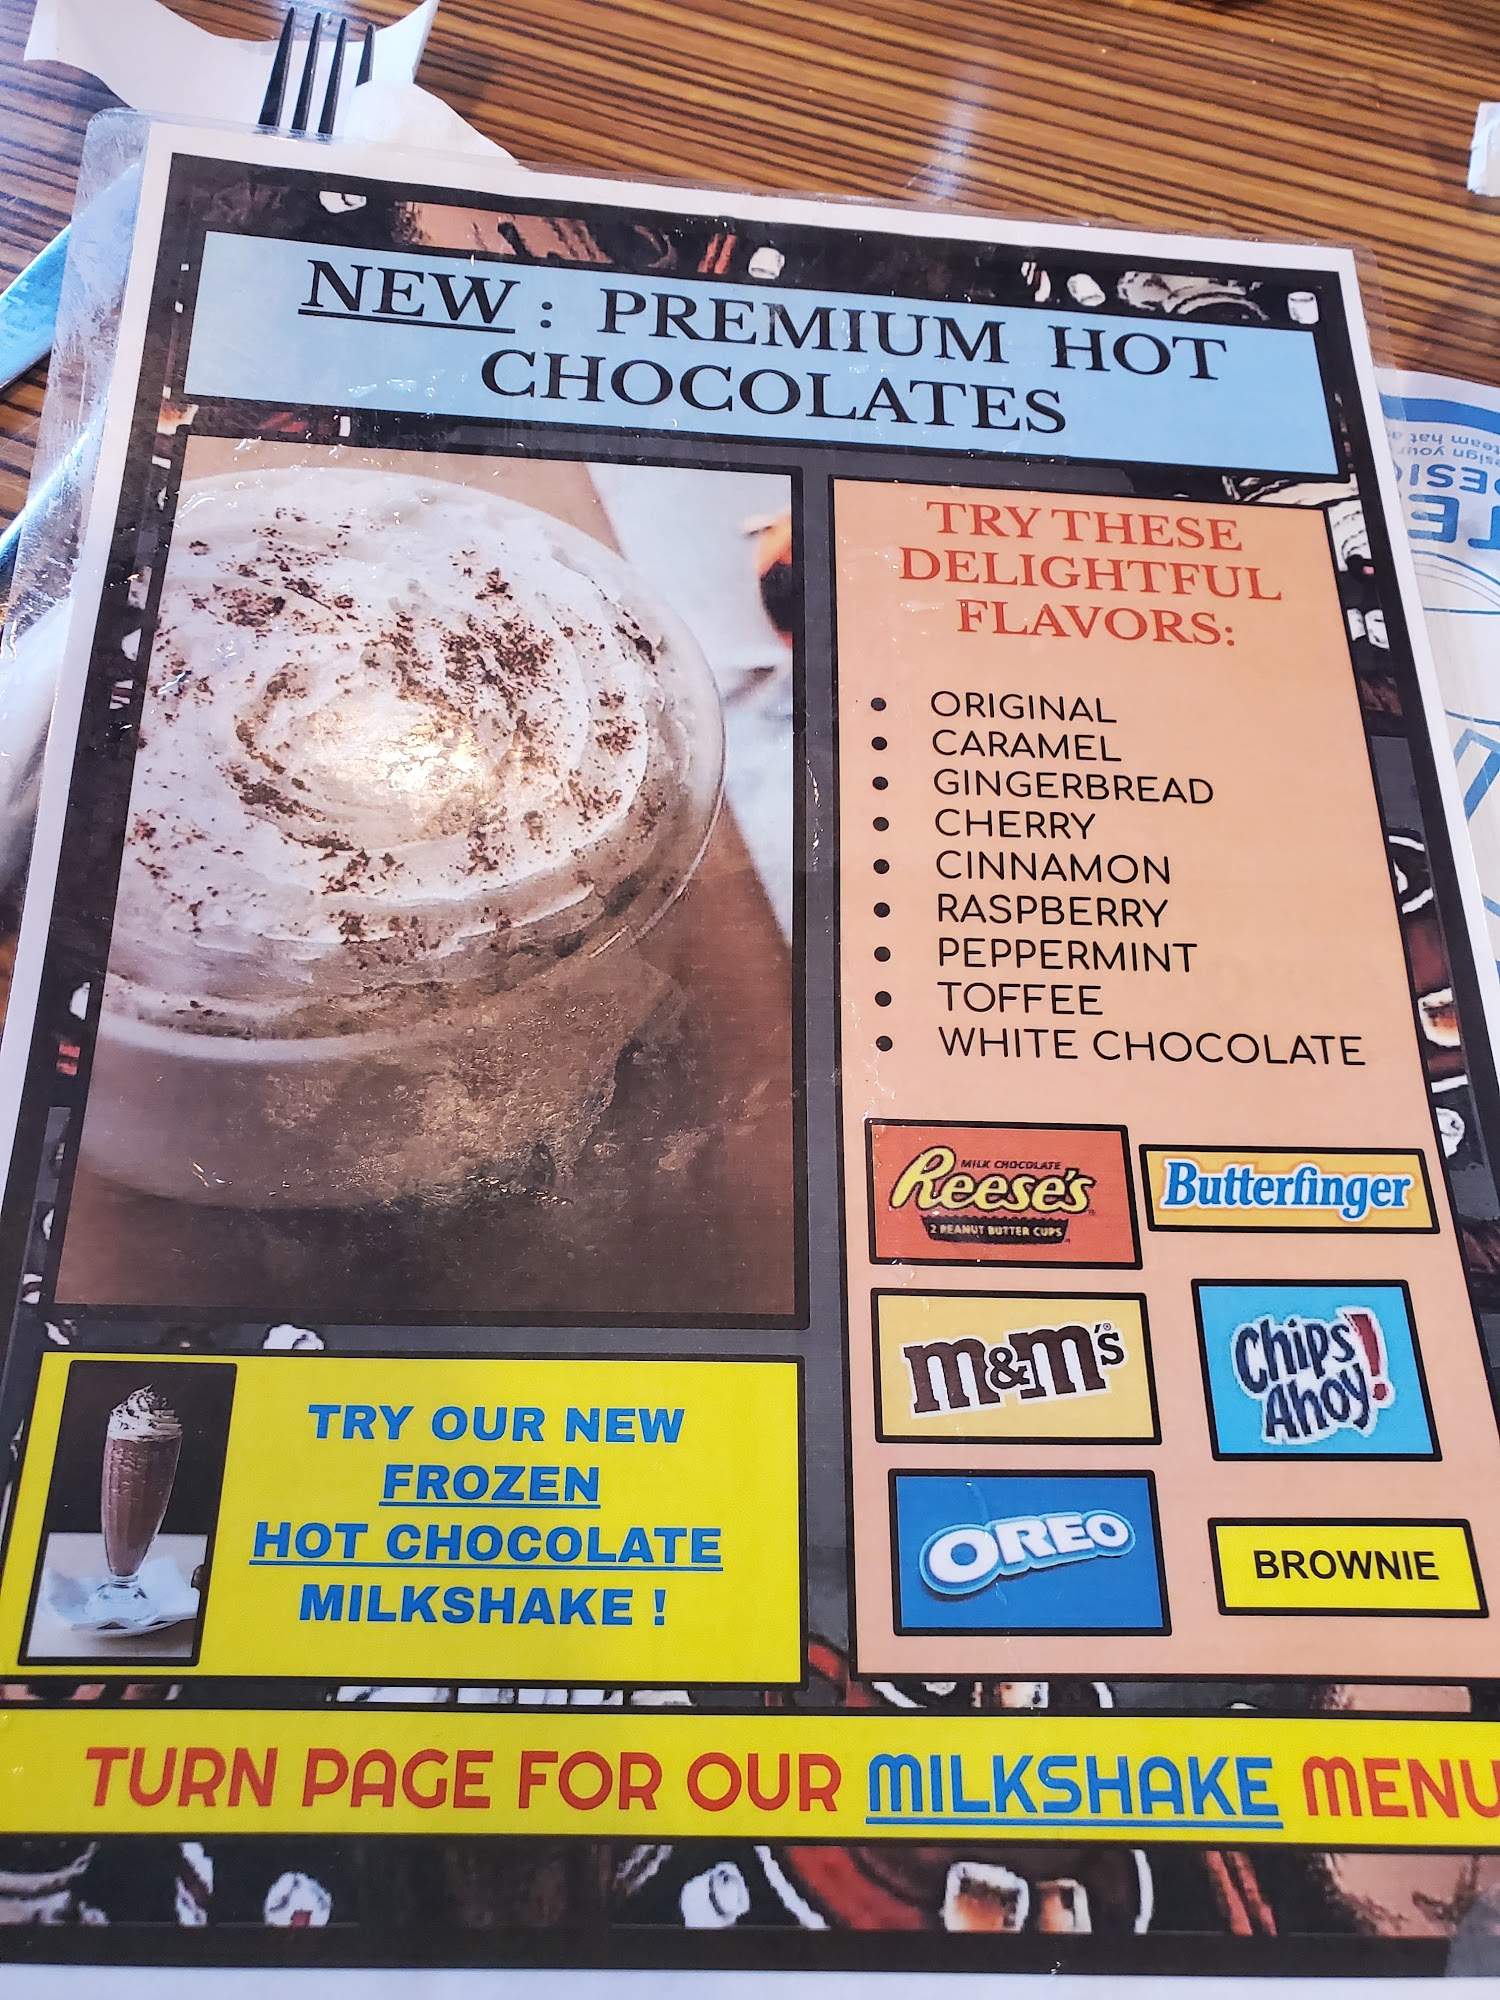 NEW : PREMIUM HOT
CHOCOLATES
TRY THESE
DELIGHTFUL
FLAVORS:
• ORIGINAL
• CARAMEL
• GINGERBREAD
• CHERRY
• CINNAMON
• RASPBERRY
• PEPPERMINT
• TOFFEE
• WHITE CHOCOLATE
MILK CHOCOLATE
Reese's
2 PEANUT BUTTER CUPS
Butterfinger
m&m's®
Chips
Ahoy!
OREO
BROWNIE
TRY OUR NEW
FROZEN
HOT CHOCOLATE
MILKSHAKE !
TURN PAGE FOR OUR MILKSHAKE MENU